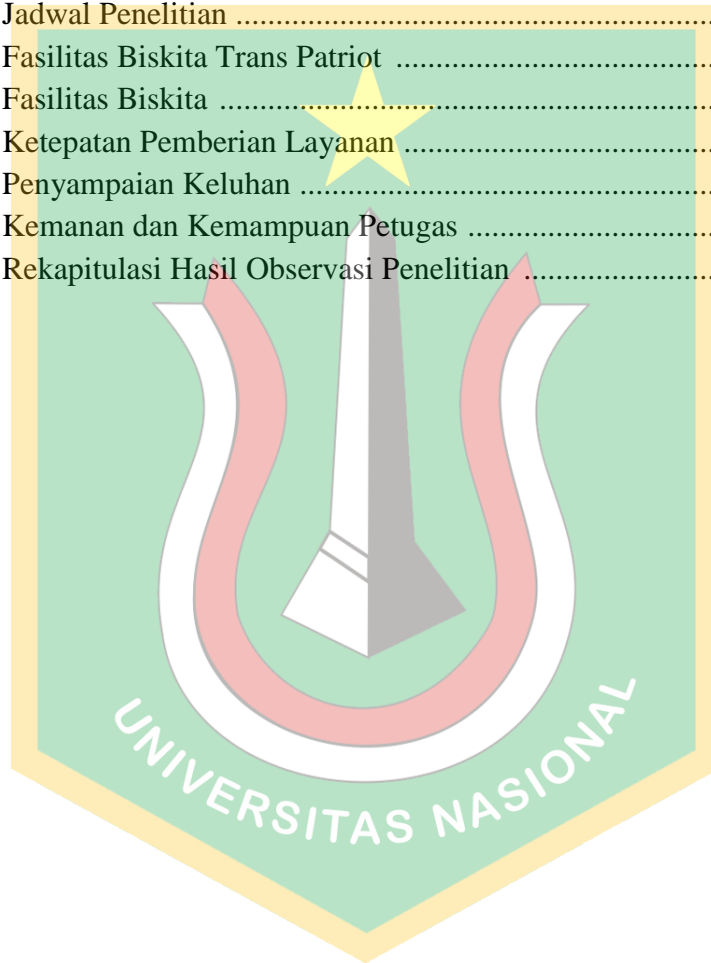 Jadwal Penelitian ................................................................
Fasilitas Biskita Trans Patriot ...........................................
Fasilitas Biskita ..................................................................
Ketepatan Pemberian Layanan ..........................................
Penyampaian Keluhan .......................................................
Kemanan dan Kemampuan Petugas .................................
Rekapitulasi Hasil Observasi Penelitian ..........................
UNIVERSITAS NASIONAL